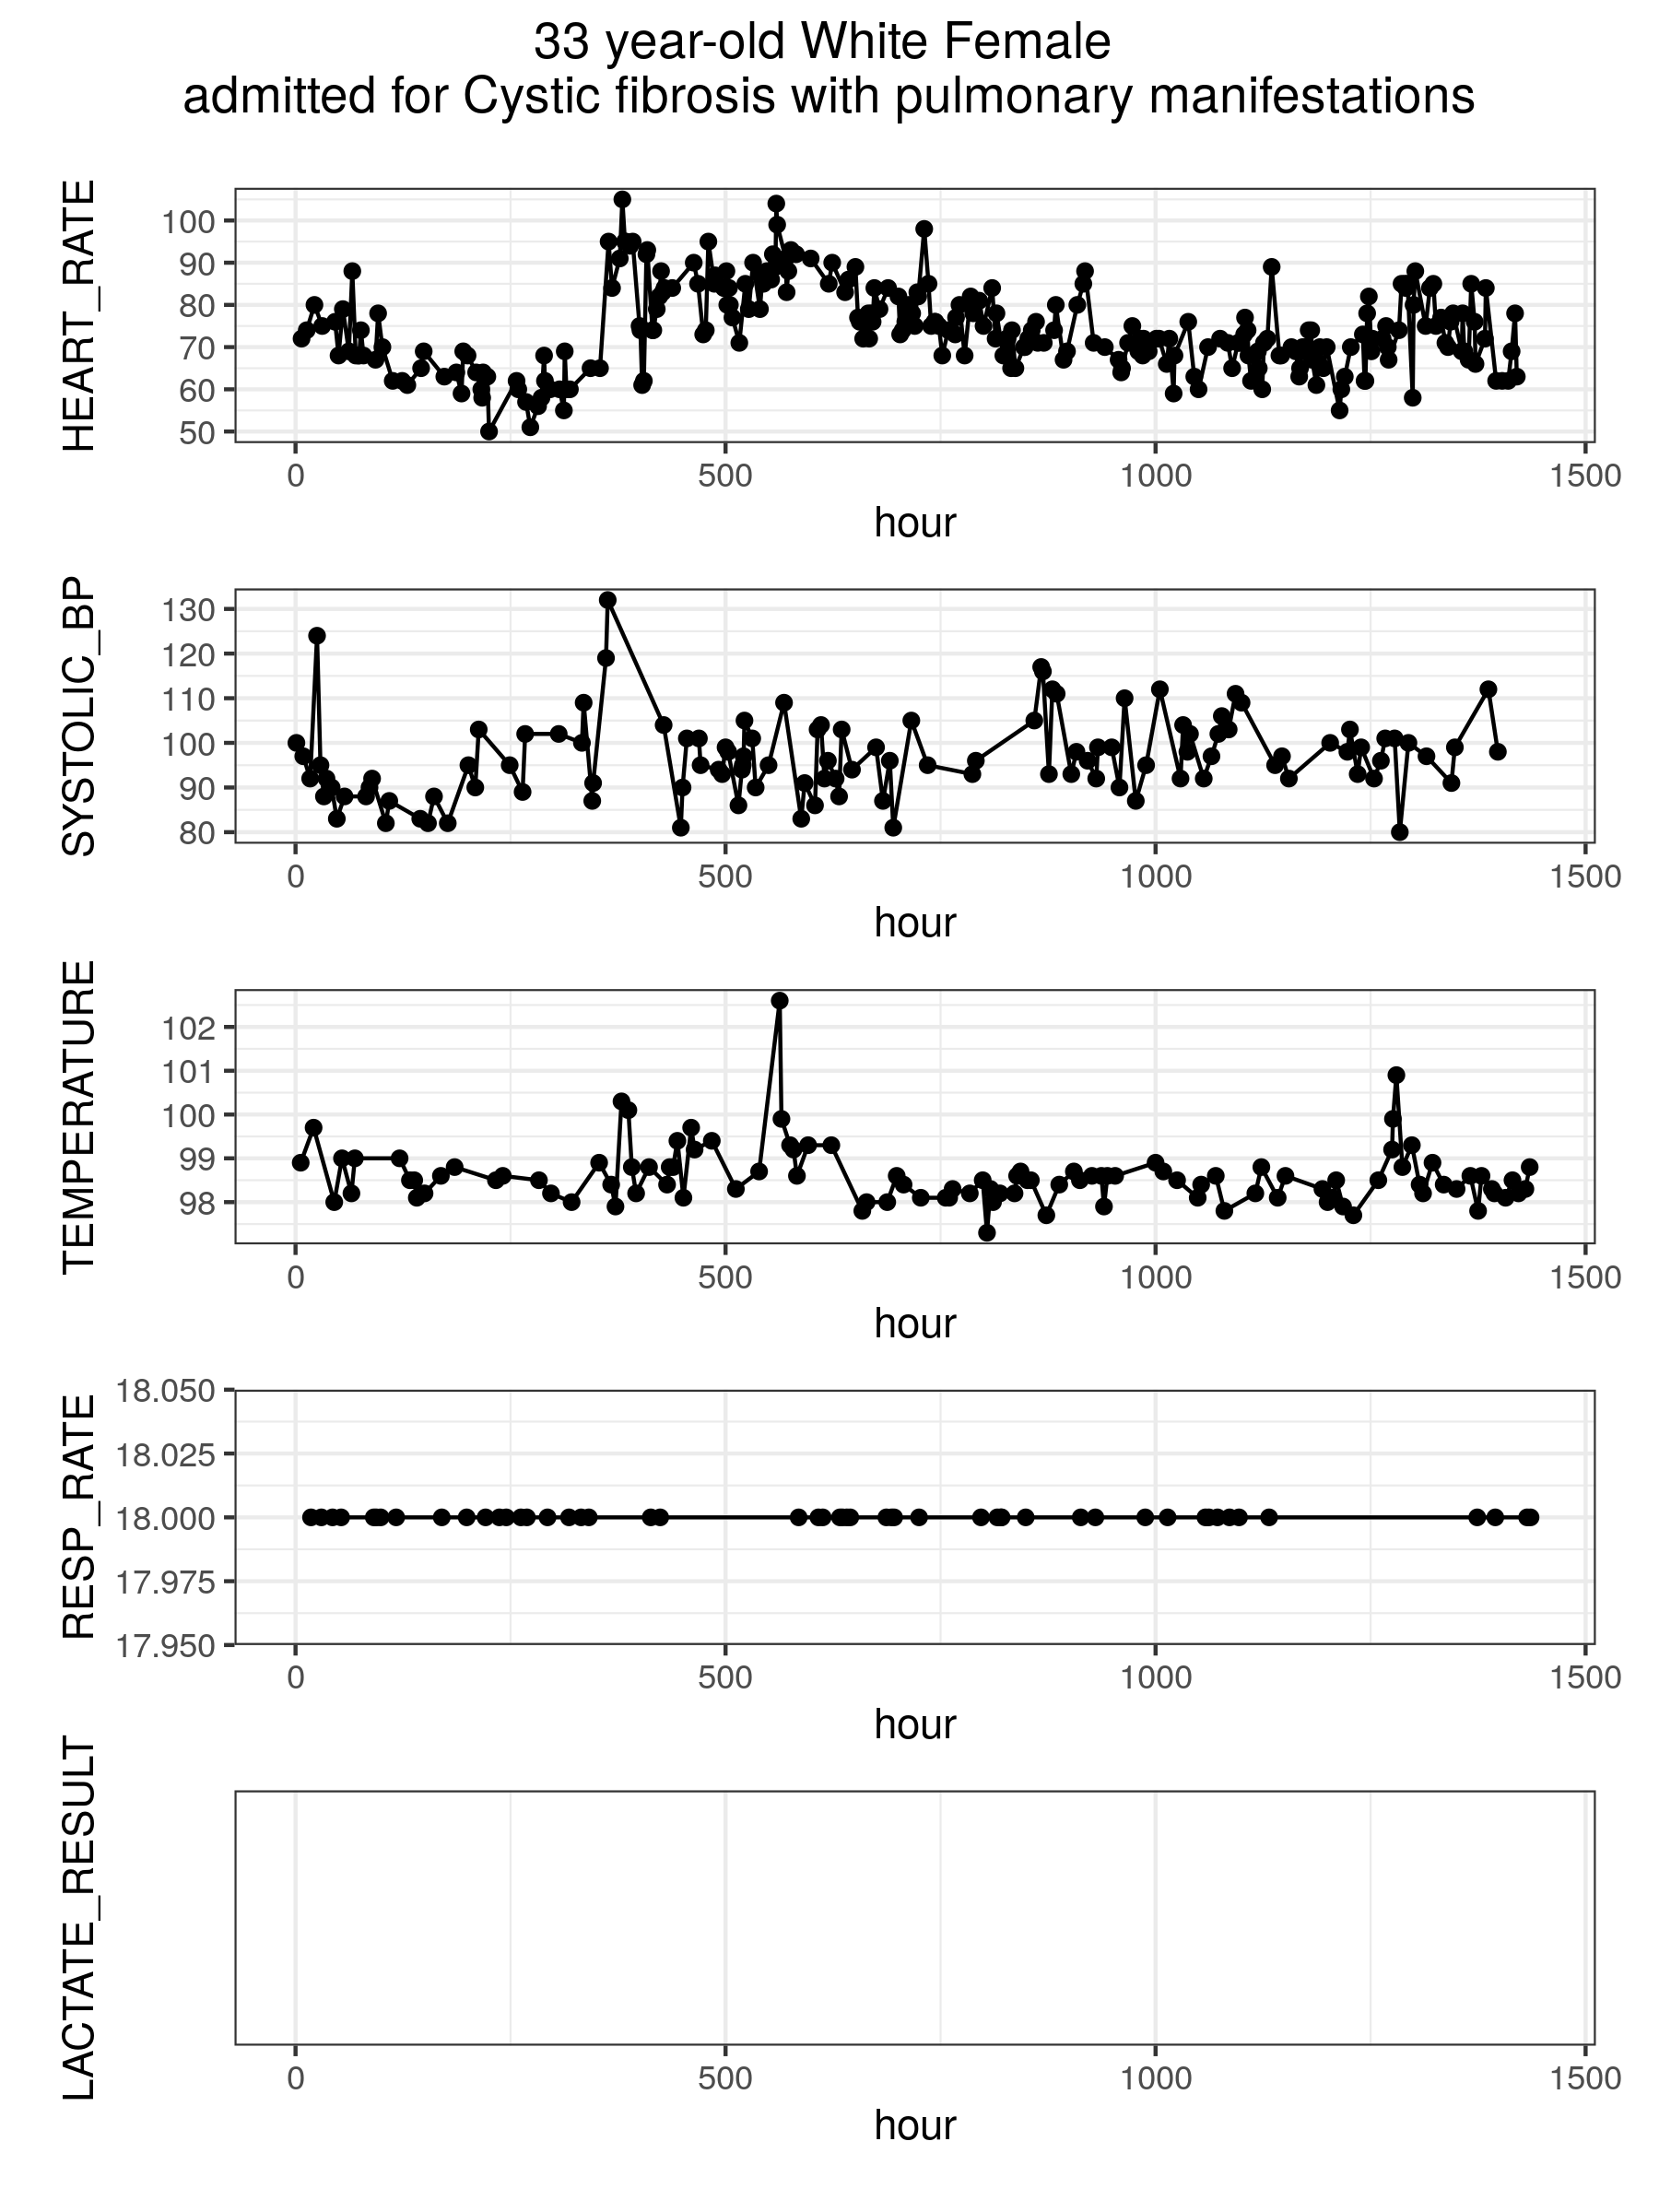 33 year-old White Female
admitted for Cystic fibrosis with pulmonary manifestations
HEART_RATE
100
90
80
70
60
50
0 500 1000 1500
hour
SYSTOLIC_BP
130
120
110
100
90
80
0 500 1000 1500
hour
TEMPERATURE
102
101
100
99
98
0 500 1000 1500
hour
RESP_RATE
18.050
18.025
18.000
17.975
17.950
0 500 1000 1500
hour
LACTATE_RESULT
0 500 1000 1500
hour